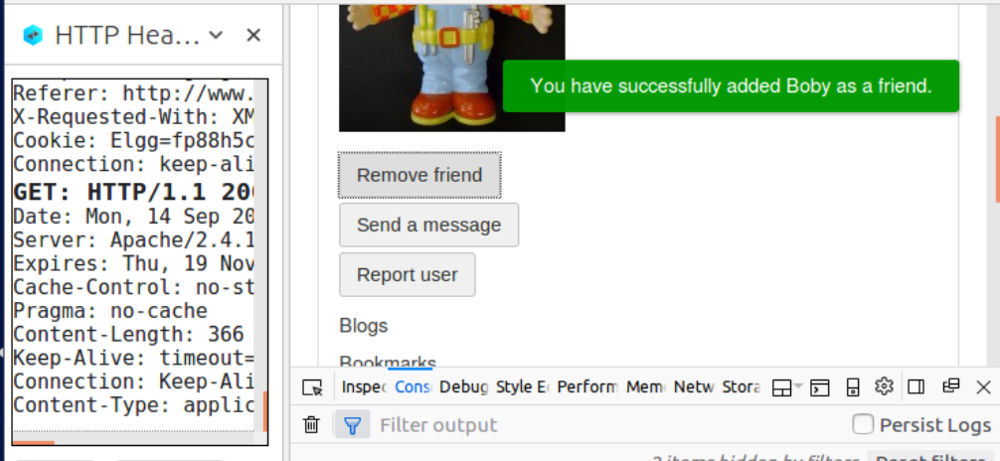 HTTP Hea...
Referer: http://www.
X-Requested-With: XM
Cookie: Elgg=fp88h5c
Connection: keep-ali
GET: HTTP/1.1 200
Date: Mon, 14 Sep 20
Server: Apache/2.4.1
Expires: Thu, 19 Nov
Cache-Control: no-st
Pragma: no-cache
Content-Length: 366
Keep-Alive: timeout=
Connection: Keep-Ali
Content-Type: applic
You have successfully added Boby as a friend.
Remove friend
Send a message
Report user
Blogs
Bookmarks
Inspec Cons Debug Style E Perform Mem Netw Stora
Filter output
Persist Logs
items hidden by filters Reset filters